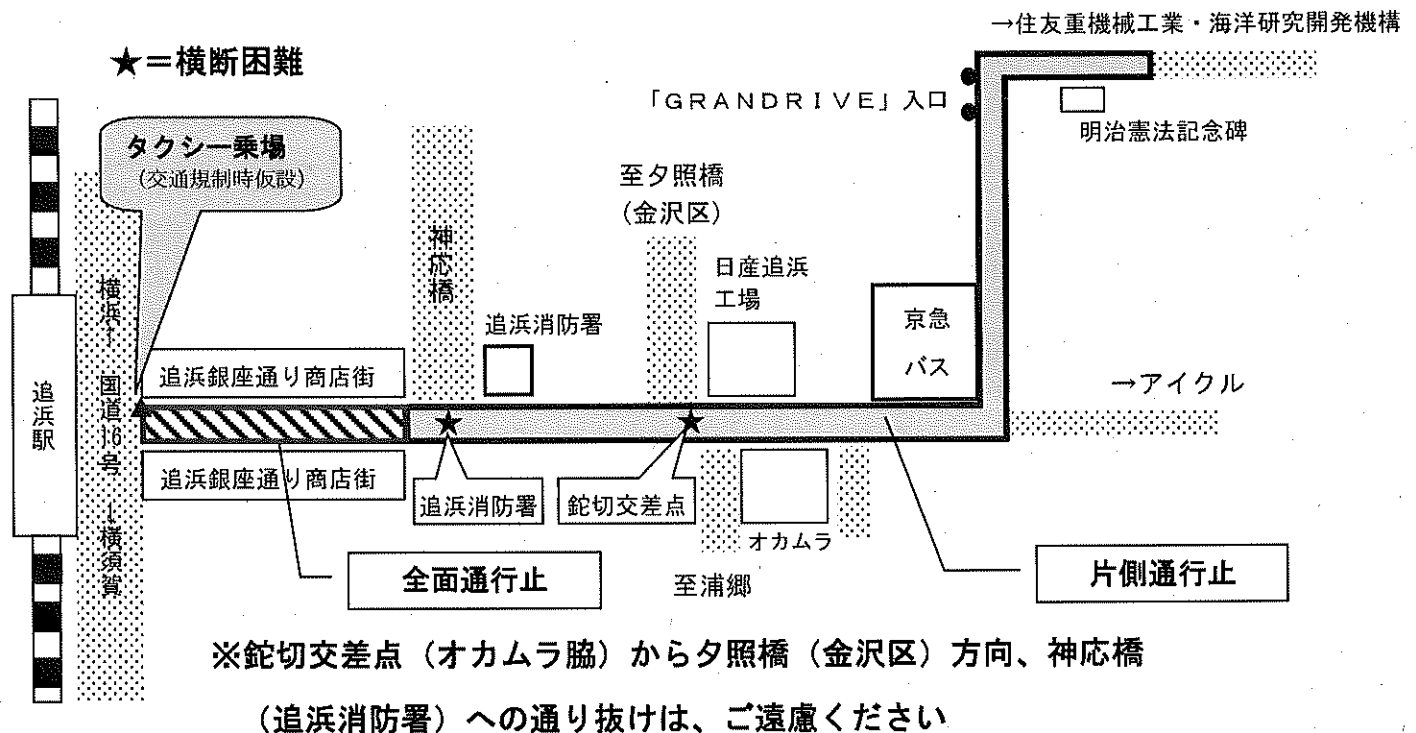 →住友重機械工業・海洋研究開発機構
★＝横断困難
「ＧＲＡＮＤＲＩＶＥ」入口
明治憲法記念碑
タクシー乗場
（交通規制時仮設）
至夕照橋
（金沢区）
神応橋
日産追浜
工場
追浜消防署
京急
バス
横浜↑　国道16号　↓横須賀
追浜駅
追浜銀座通り商店街
→アイクル
追浜銀座通り商店街
追浜消防署
鉈切交差点
オカムラ
全面通行止
至浦郷
片側通行止
※鉈切交差点（オカムラ脇）から夕照橋（金沢区）方向、神応橋
（追浜消防署）への通り抜けは、ご遠慮ください